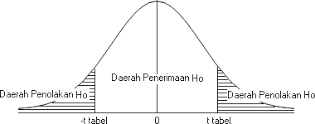 Daerah Penerimaan Ho
Daerah Penolakan Ho
Daerah Penolakan Ho
-t tabel
0
t tabel